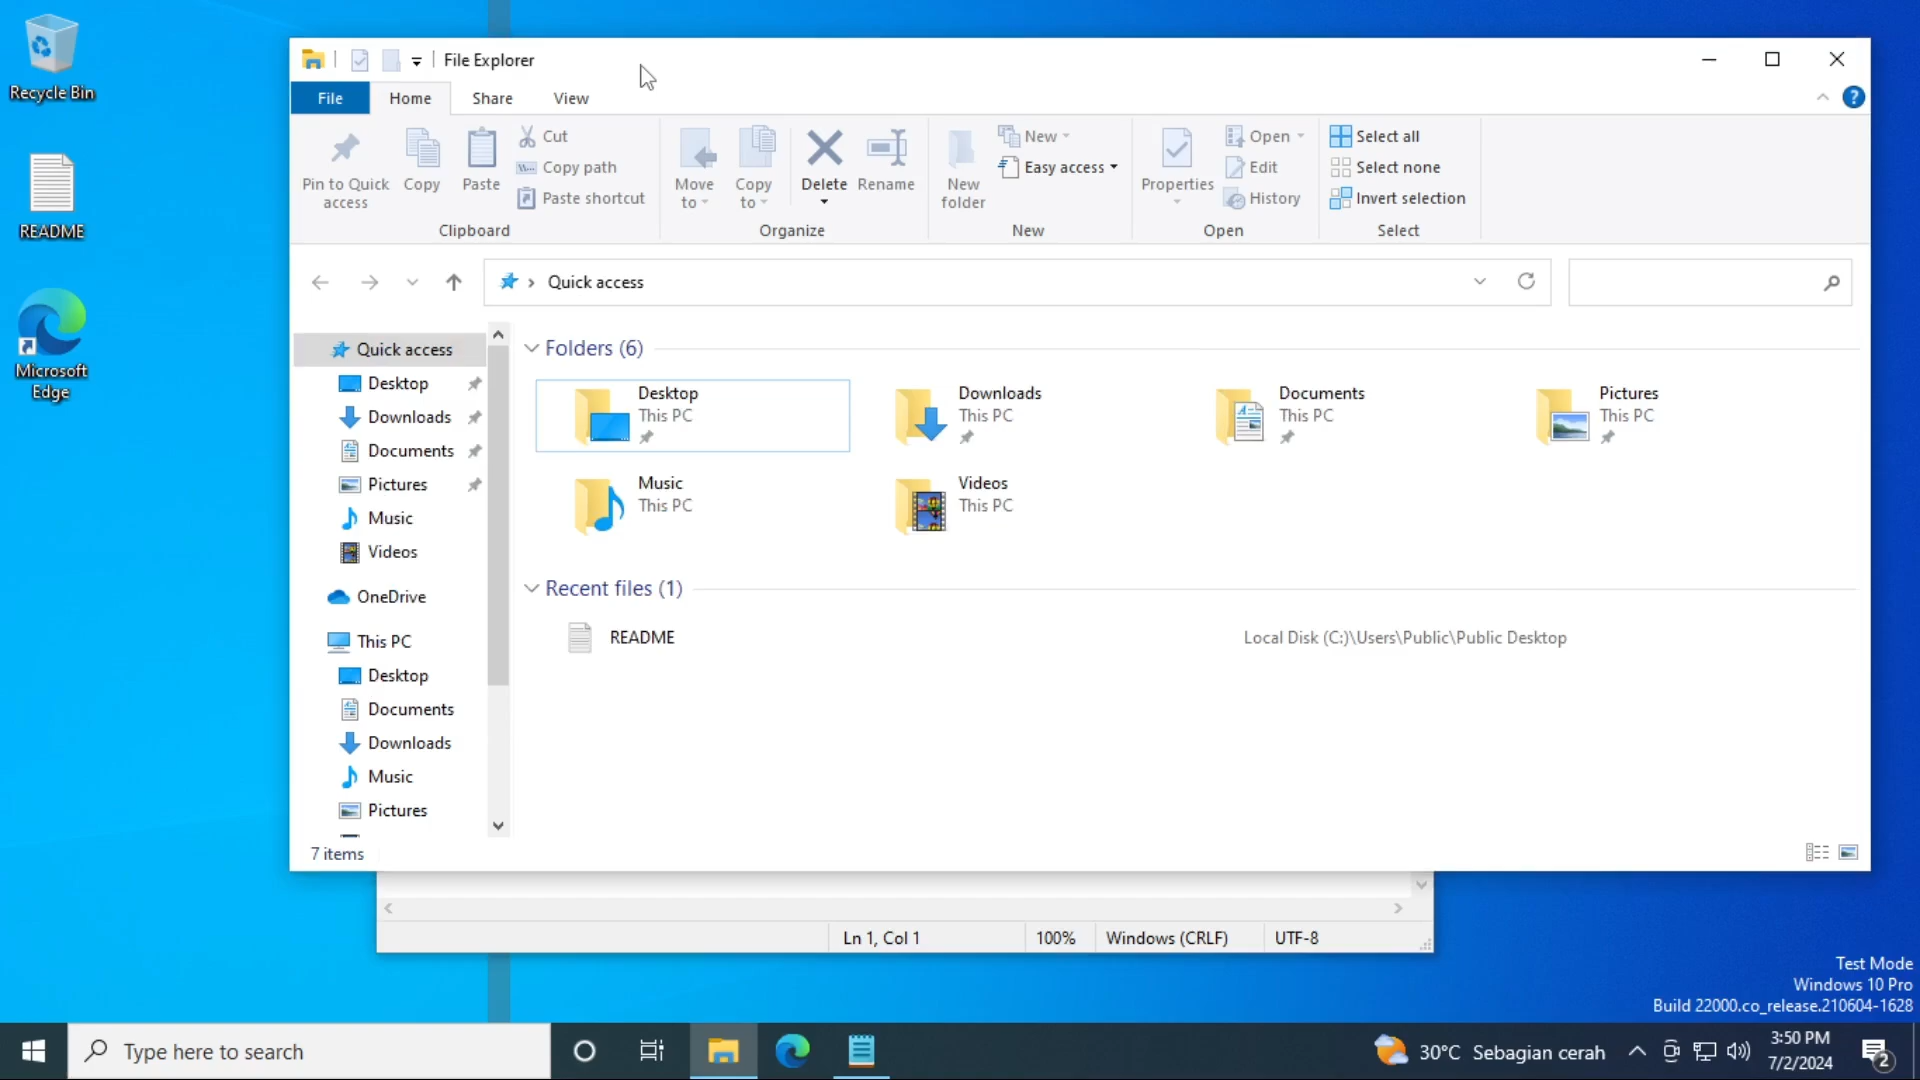 Recycle Bin
README
Microsoft
Edge
File Explorer
File Home Share View
Pin to Quick
access
Copy
Paste
Cut
Copy path
Paste shortcut
Clipboard
Move
to
Copy
to
Delete
Rename
Organize
New
folder
New
Easy access
New
Properties
Open
Edit
History
Open
Select all
Select none
Invert selection
Select
Quick access
Quick access
Desktop
Downloads
Documents
Pictures
Music
Videos
OneDrive
This PC
Desktop
Documents
Downloads
Music
Pictures
Folders (6)
Desktop
This PC
Downloads
This PC
Documents
This PC
Pictures
This PC
Music
This PC
Videos
This PC
Recent files (1)
README Local Disk (C:)\Users\Public\Public Desktop
7 items
Ln 1, Col 1 100% Windows (CRLF) UTF-8
Test Mode
Windows 10 Pro
Build 22000.co_release.210604-1628
Type here to search
30°C Sebagian cerah
3:50 PM
7/2/2024
2